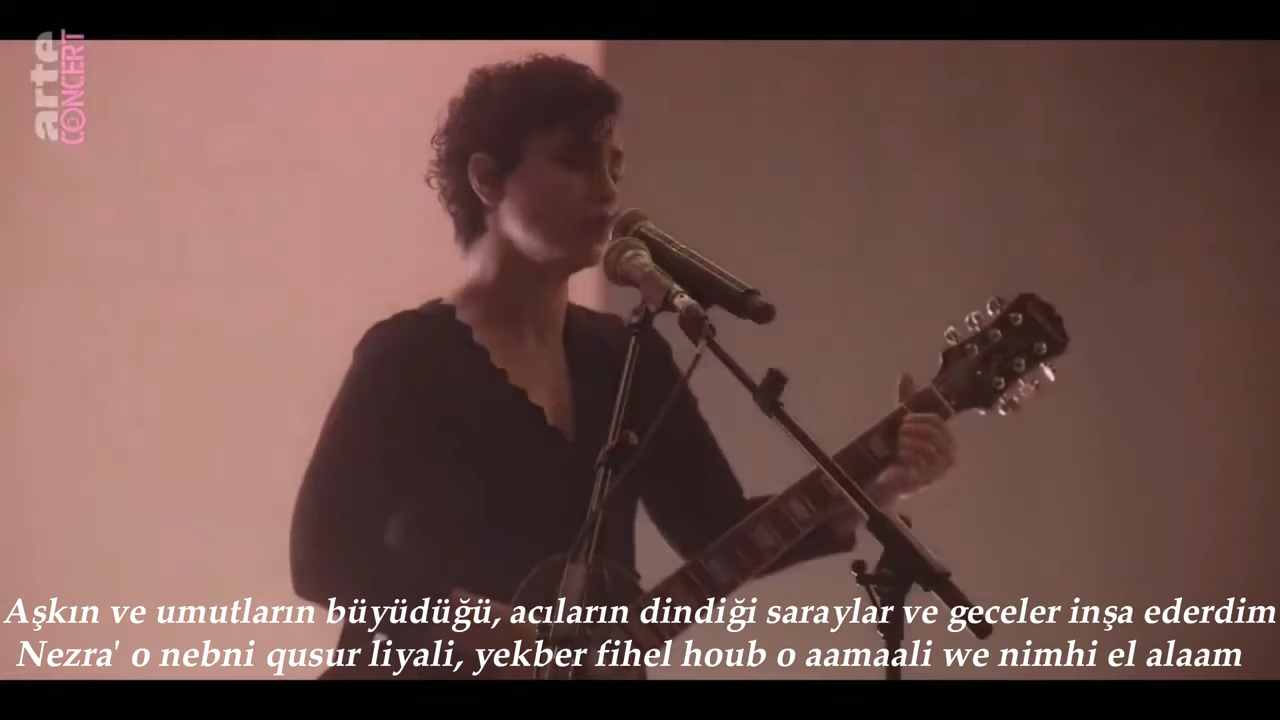 arte
CONCERT
Aşkın ve umutların büyüdüğü, acıların dindiği saraylar ve geceler inşa ederdim
Nezra' o nebni qusur liyali, yekber fihel houb o aamaali we nimhi el alaam